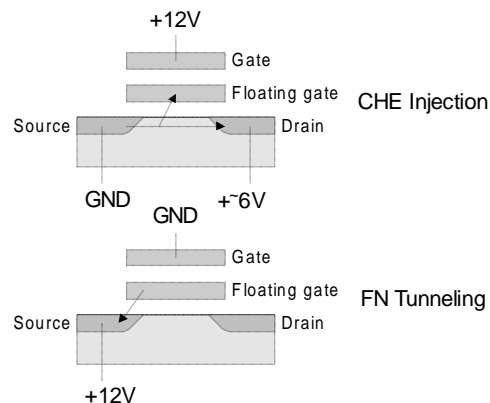 +12V
Gate
Floating gate
CHE Injection
Source
Drain
GND
+~6V
GND
Gate
Floating gate
FN Tunneling
Source
Drain
+12V